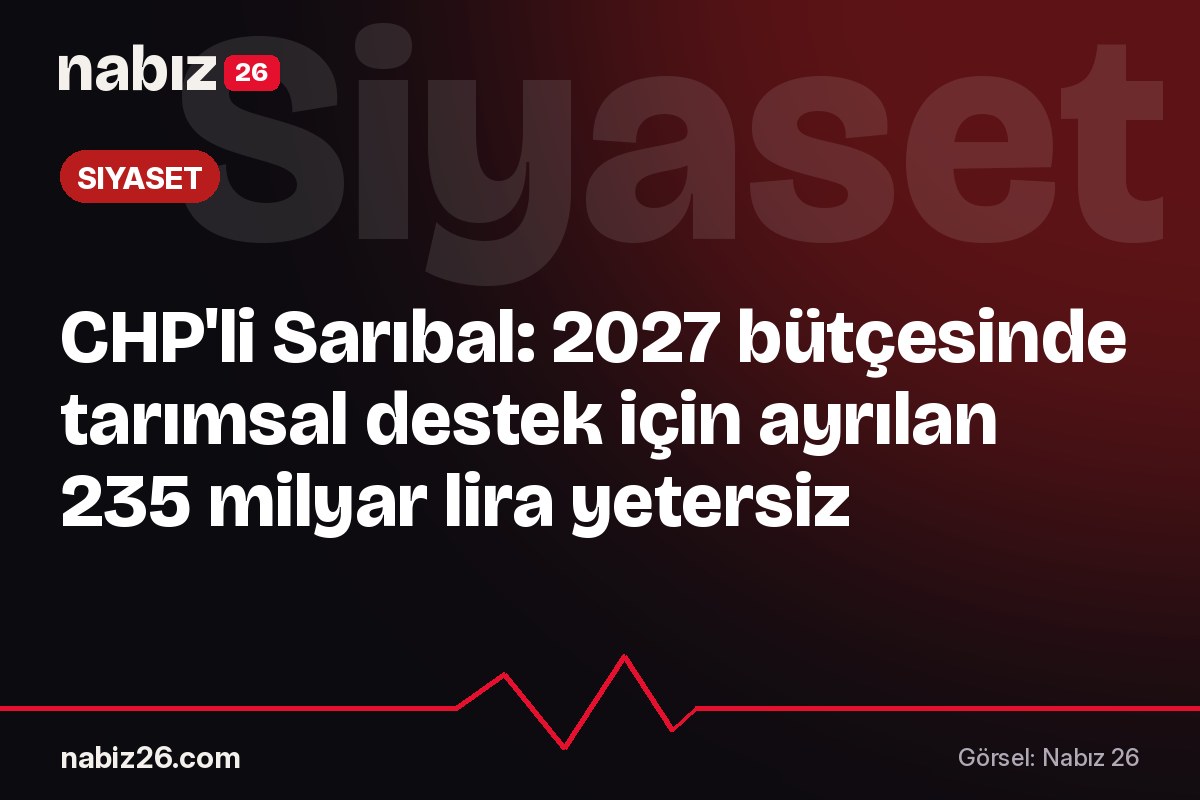 Siyaset
nabız 26
SIYASET
CHP'li Sarıbal: 2027 bütçesinde
tarımsal destek için ayrılan
235 milyar lira yetersiz
nabiz26.com
Görsel: Nabız 26